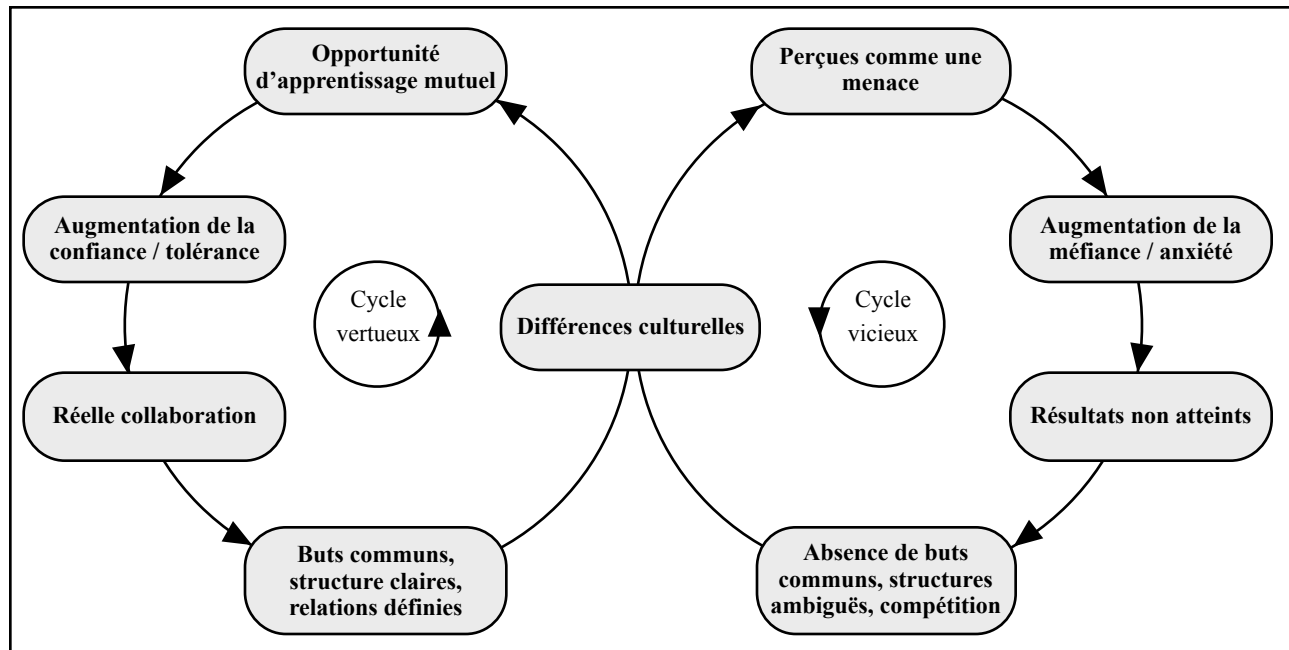 Opportunité
d’apprentissage mutuel
Perçues comme une
menace
Augmentation de la
confiance / tolérance
Augmentation de la
méfiance / anxiété
Cycle
vertueux
Différences culturelles
Cycle
vicieux
Réelle collaboration
Résultats non atteints
Buts communs,
structure claires,
relations définies
Absence de buts
communs, structures
ambiguës, compétition